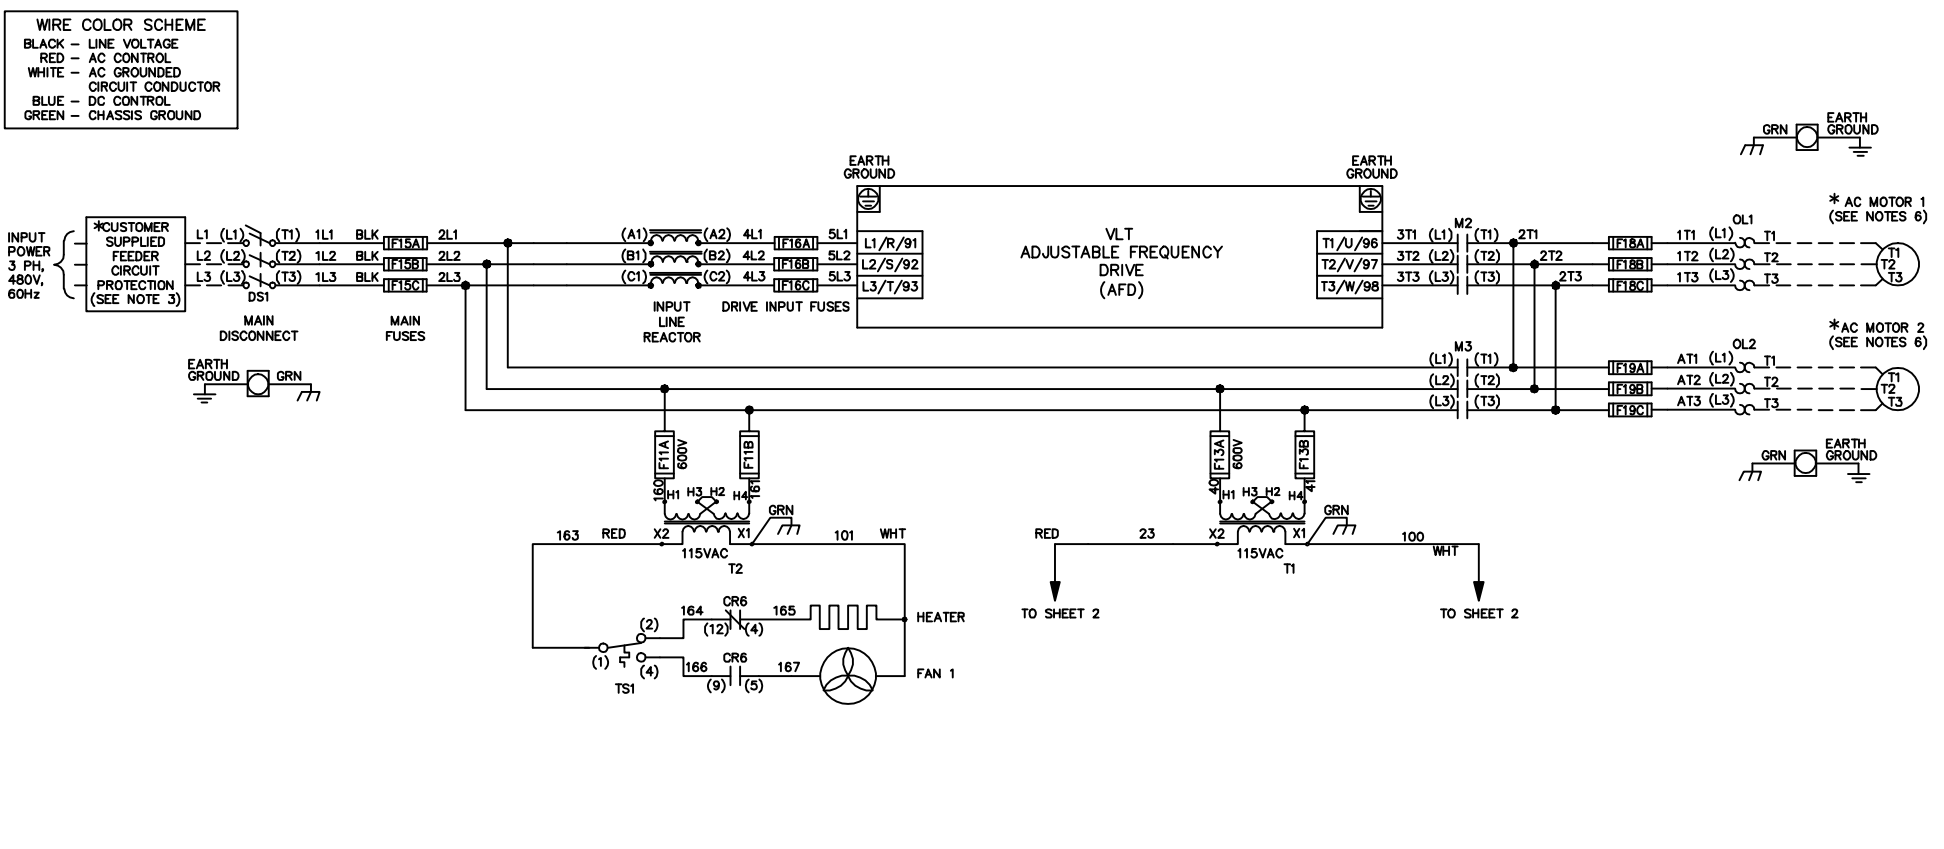 WIRE COLOR SCHEME
BLACK – LINE VOLTAGE
RED – AC CONTROL
WHITE – AC GROUNDED
CIRCUIT CONDUCTOR
BLUE – DC CONTROL
GREEN – CHASSIS GROUND
GRN
EARTH
GROUND
EARTH
GROUND
EARTH
GROUND
INPUT
POWER
3 PH,
480V,
60Hz
*CUSTOMER
SUPPLIED
FEEDER
CIRCUIT
PROTECTION
(SEE NOTE 3)
L1 (L1) (T1) 1L1 BLK F15A 2L1 (A1) (A2) 4L1 F16A 5L1 L1/R/91
L2 (L2) (T2) 1L2 BLK F15B 2L2 (B1) (B2) 4L2 F16B 5L2 L2/S/92
L3 (L3) (T3) 1L3 BLK F15C 2L3 (C1) (C2) 4L3 F16C 5L3 L3/T/93
DS1
MAIN
DISCONNECT
MAIN
FUSES
INPUT
LINE
REACTOR
DRIVE INPUT FUSES
VLT
ADJUSTABLE FREQUENCY
DRIVE
(AFD)
M2
OL1
* AC MOTOR 1
(SEE NOTES 6)
T1/U/96 3T1 (L1) (T1) 2T1 F18A 1T1 (L1) T1 T1
T2/V/97 3T2 (L2) (T2) 2T2 F18B 1T2 (L2) T2 T2
T3/W/98 3T3 (L3) (T3) 2T3 F18C 1T3 (L3) T3 T3
EARTH
GROUND
GRN
M3
OL2
*AC MOTOR 2
(SEE NOTES 6)
(L1) (T1) F19A AT1 (L1) T1 T1
(L2) (T2) F19B AT2 (L2) T2 T2
(L3) (T3) F19C AT3 (L3) T3 T3
GRN
EARTH
GROUND
F11A
600V
F11B
160
161
H1 H3 H2 H4
GRN
163 RED X2 X1 101 WHT
115VAC
T2
F13A
600V
F13B
40
41
H1 H3 H2 H4
GRN
RED 23 X2 X1 100
WHT
115VAC
T1
TO SHEET 2
TO SHEET 2
CR6
164 165
(12) (4)
HEATER
(2)
(1)
(4)
TS1
CR6
166 167
(9) (5)
FAN 1